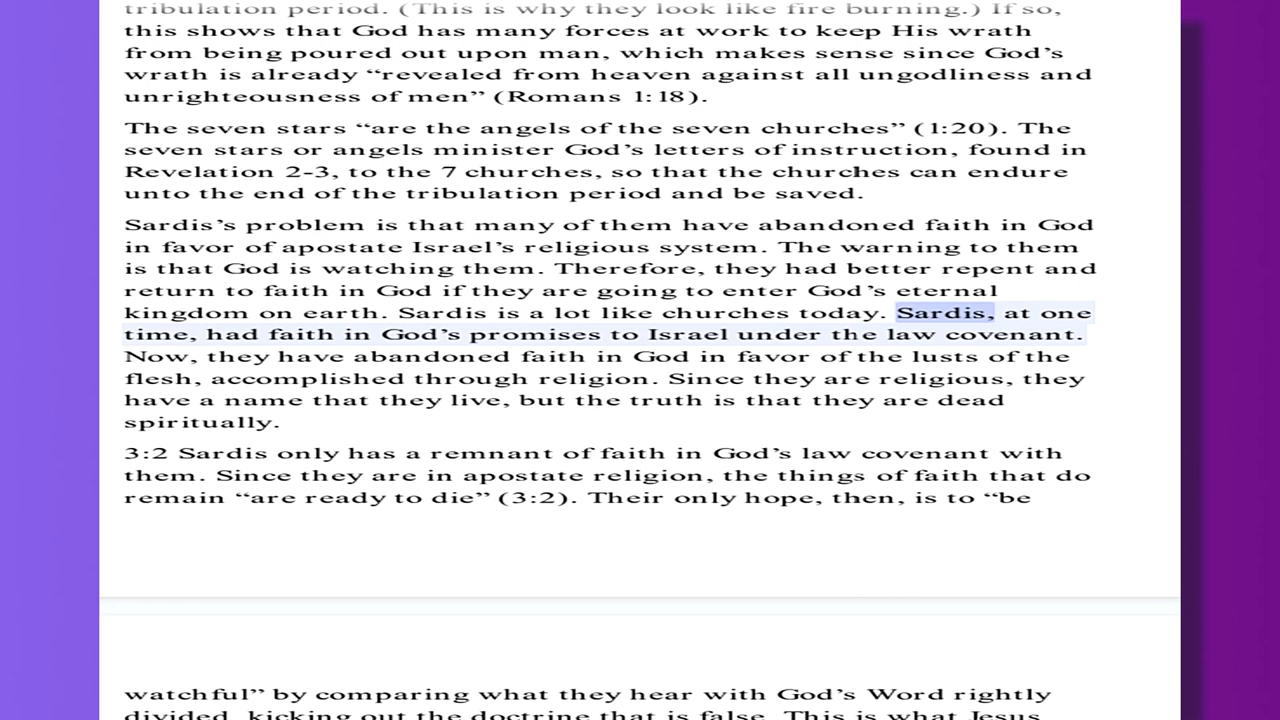 tribulation period. (This is why they look like fire burning.) If so,
this shows that God has many forces at work to keep His wrath
from being poured out upon man, which makes sense since God’s
wrath is already “revealed from heaven against all ungodliness and
unrighteousness of men” (Romans 1:18).
The seven stars “are the angels of the seven churches” (1:20). The
seven stars or angels minister God’s letters of instruction, found in
Revelation 2-3, to the 7 churches, so that the churches can endure
unto the end of the tribulation period and be saved.
Sardis’s problem is that many of them have abandoned faith in God
in favor of apostate Israel’s religious system. The warning to them
is that God is watching them. Therefore, they had better repent and
return to faith in God if they are going to enter God’s eternal
kingdom on earth. Sardis is a lot like churches today. Sardis, at one
time, had faith in God’s promises to Israel under the law covenant.
Now, they have abandoned faith in God in favor of the lusts of the
flesh, accomplished through religion. Since they are religious, they
have a name that they live, but the truth is that they are dead
spiritually.
3:2 Sardis only has a remnant of faith in God’s law covenant with
them. Since they are in apostate religion, the things of faith that do
remain “are ready to die” (3:2). Their only hope, then, is to “be
watchful” by comparing what they hear with God’s Word rightly
divided, kicking out the doctrine that is false. This is what Jesus